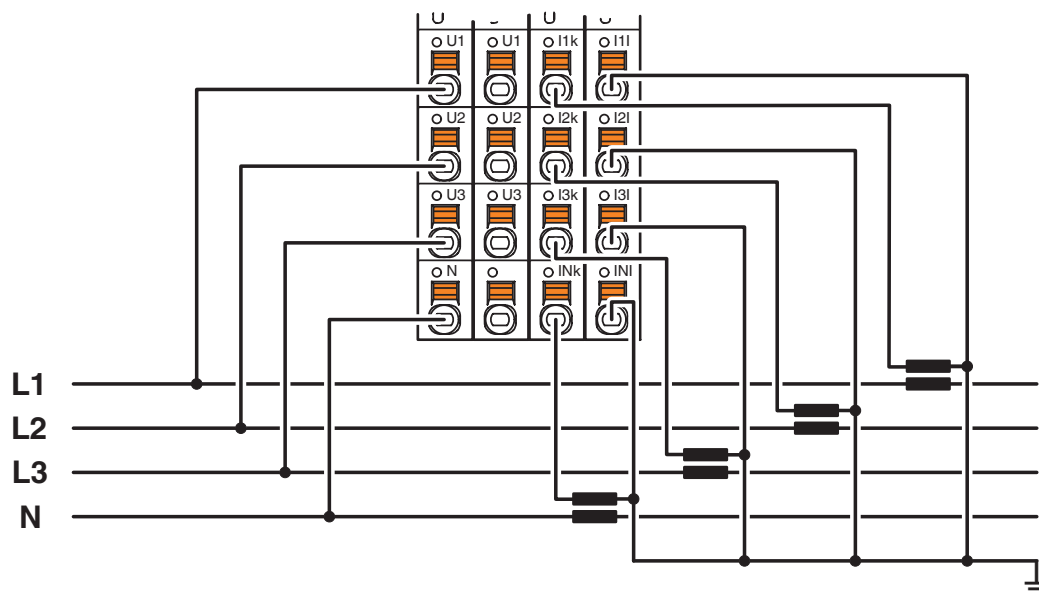 U1 U1 I1k I1l
U2 U2 I2k I2l
U3 U3 I3k I3l
N INk INl
L1
L2
L3
N